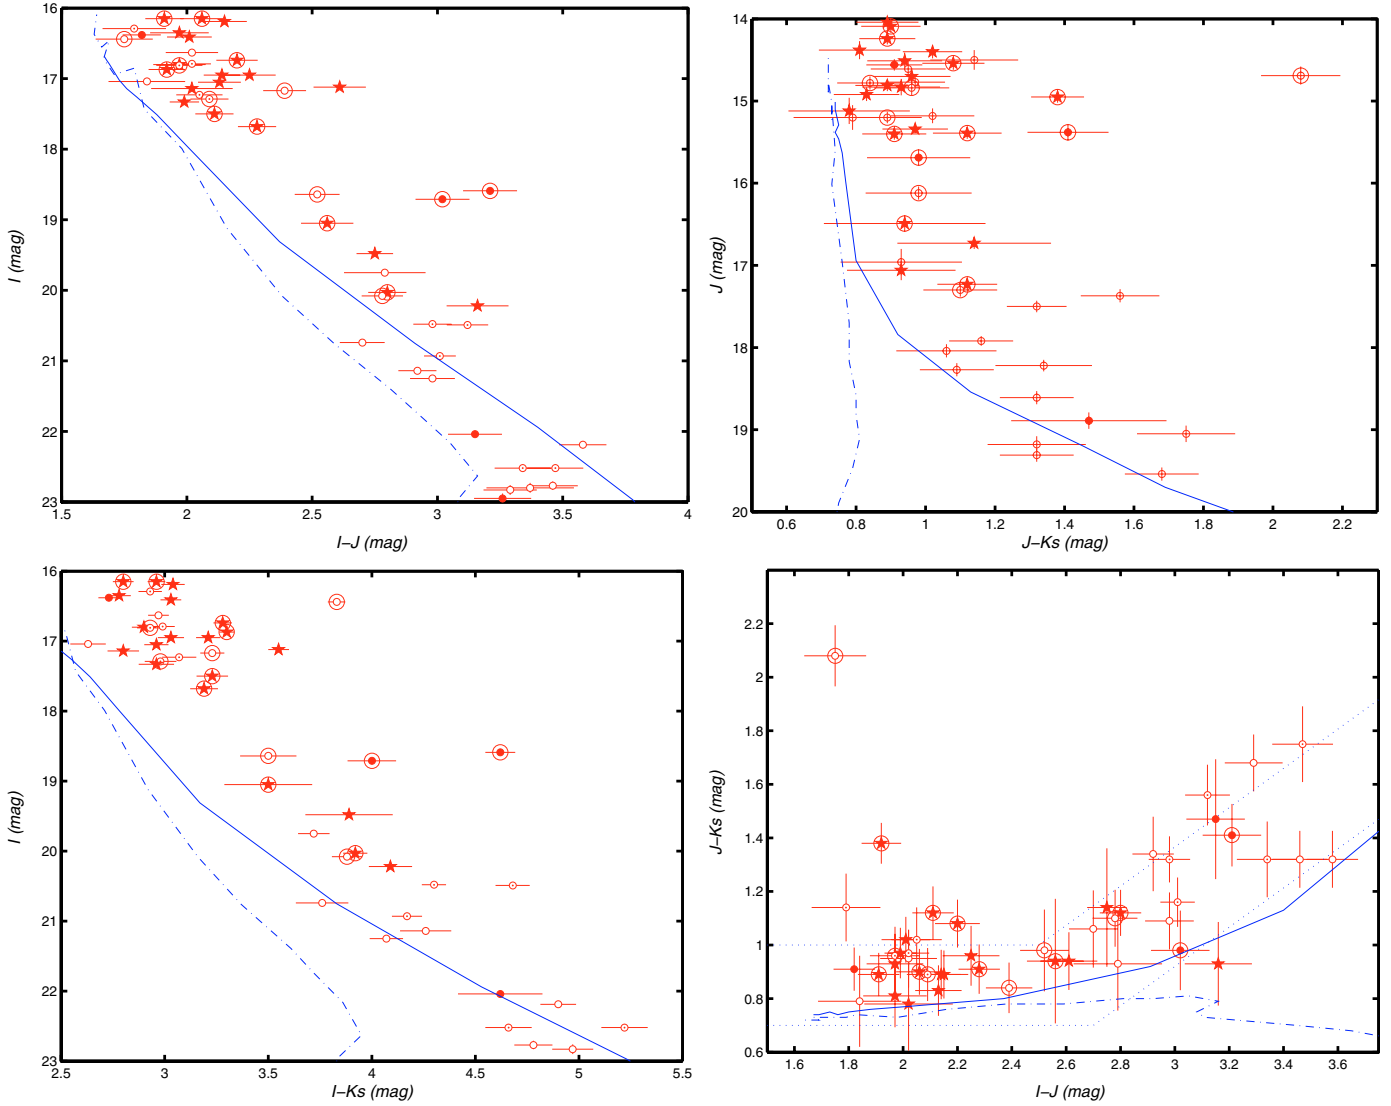 16
17
18
19
20
21
22
23
I (mag)
1.5 2 2.5 3 3.5 4
I−J (mag)
14
15
16
17
18
19
20
J (mag)
0.6 0.8 1 1.2 1.4 1.6 1.8 2 2.2
J−Ks (mag)
16
17
18
19
20
21
22
23
I (mag)
2.5 3 3.5 4 4.5 5 5.5
I−Ks (mag)
2.2
2
1.8
1.6
1.4
1.2
1
0.8
0.6
J−Ks (mag)
1.6 1.8 2 2.2 2.4 2.6 2.8 3 3.2 3.4 3.6
I−J (mag)